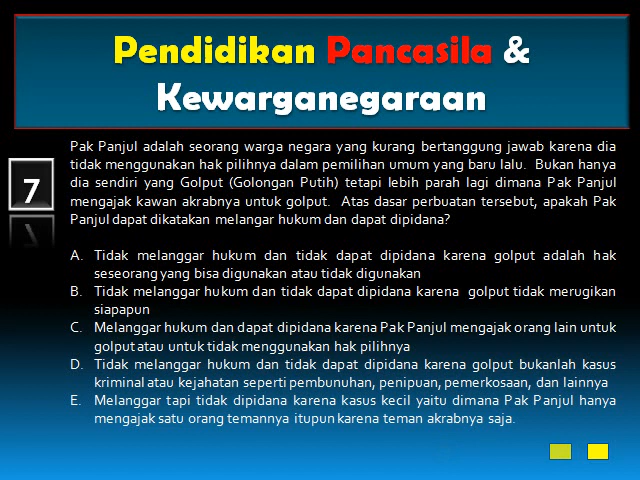 Pendidikan Pancasila &
Kewarganegaraan
7
Pak Panjul adalah seorang warga negara yang kurang bertanggung jawab karena dia
tidak menggunakan hak pilihnya dalam pemilihan umum yang baru lalu. Bukan hanya
dia sendiri yang Golput (Golongan Putih) tetapi lebih parah lagi dimana Pak Panjul
mengajak kawan akrabnya untuk golput. Atas dasar perbuatan tersebut, apakah Pak
Panjul dapat dikatakan melangar hukum dan dapat dipidana?
A. Tidak melanggar hukum dan tidak dapat dipidana karena golput adalah hak
seseorang yang bisa digunakan atau tidak digunakan
B. Tidak melanggar hukum dan tidak dapat dipidana karena golput tidak merugikan
siapapun
C. Melanggar hukum dan dapat dipidana karena Pak Panjul mengajak orang lain untuk
golput atau untuk tidak menggunakan hak pilihnya
D. Tidak melanggar hukum dan tidak dapat dipidana karena golput bukanlah kasus
kriminal atau kejahatan seperti pembunuhan, penipuan, pemerkosaan, dan lainnya
E. Melanggar tapi tidak dipidana karena kasus kecil yaitu dimana Pak Panjul hanya
mengajak satu orang temannya itupun karena teman akrabnya saja.